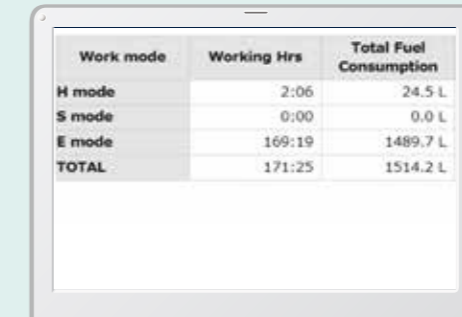 Work mode Working Hrs Total Fuel
Consumption
H mode 2:06 24.5 L
S mode 0:00 0.0 L
E mode 169:19 1489.7 L
TOTAL 171:25 1514.2 L